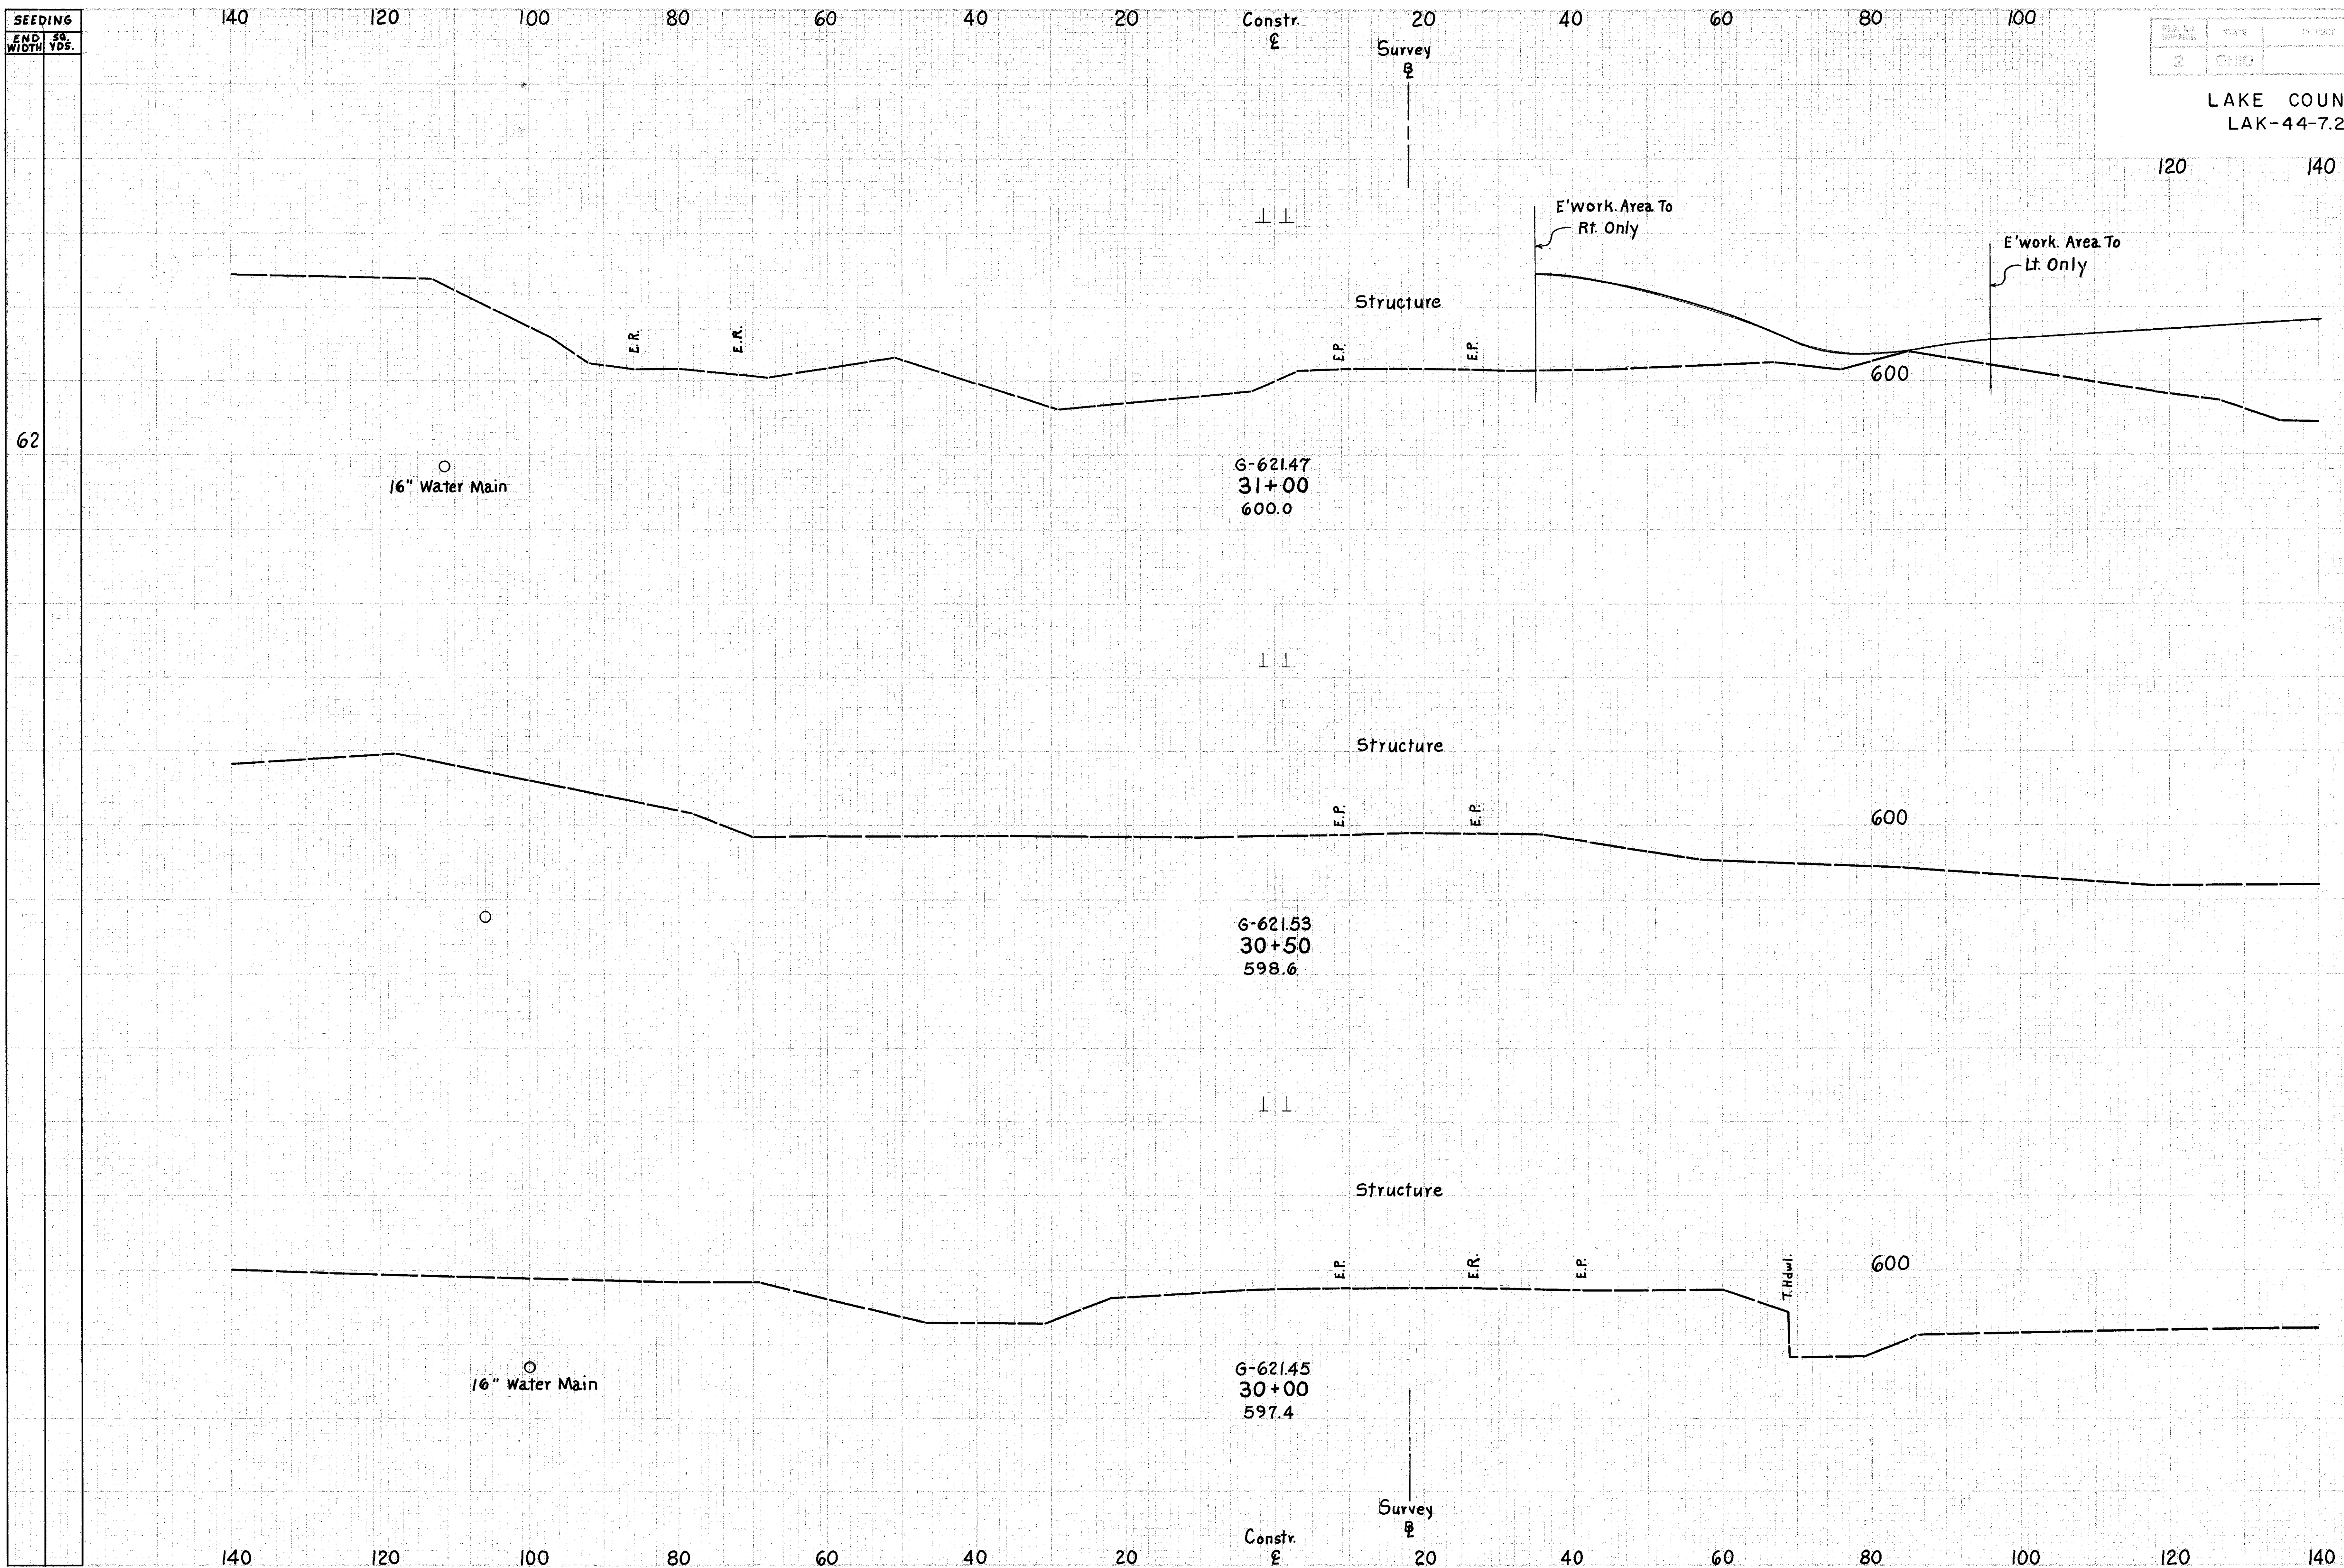 SEEDING
END WIDTH
SQ. YDS.
140 120 100 80 60 40 20 Constr. ℄ 20 40 60 80 100
Survey
B̵L
2 OHIO
LAKE COUN
LAK-44-7.2
120 140
E'work. Area To
Rt. Only
E'work. Area To
Lt. Only
Structure
E.R. E.R. E.P. E.P.
600
62
16" Water Main
G-621.47
31+00
600.0
Structure
E.P. E.P.
600
G-621.53
30+50
598.6
Structure
E.P. E.R. E.P. T. Hdwl.
600
16" Water Main
G-621.45
30+00
597.4
Survey
B̵L
Constr.
140 120 100 80 60 40 20 ℄ 20 40 60 80 100 120 140